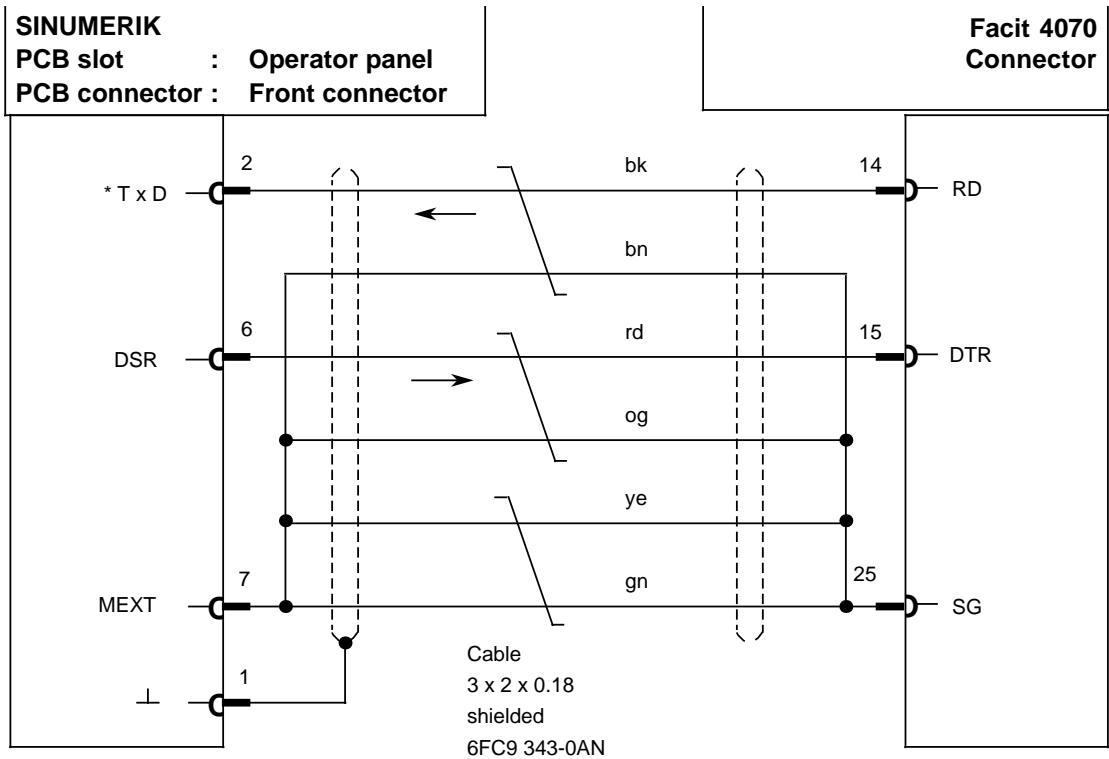 SINUMERIK
PCB slot : Operator panel
PCB connector : Front connector
Facit 4070
Connector
2 bk 14
* T x D RD
bn
6 rd 15
DSR DTR
og
ye
7 gn 25
MEXT SG
1
Cable
3 x 2 x 0.18
shielded
6FC9 343-0AN